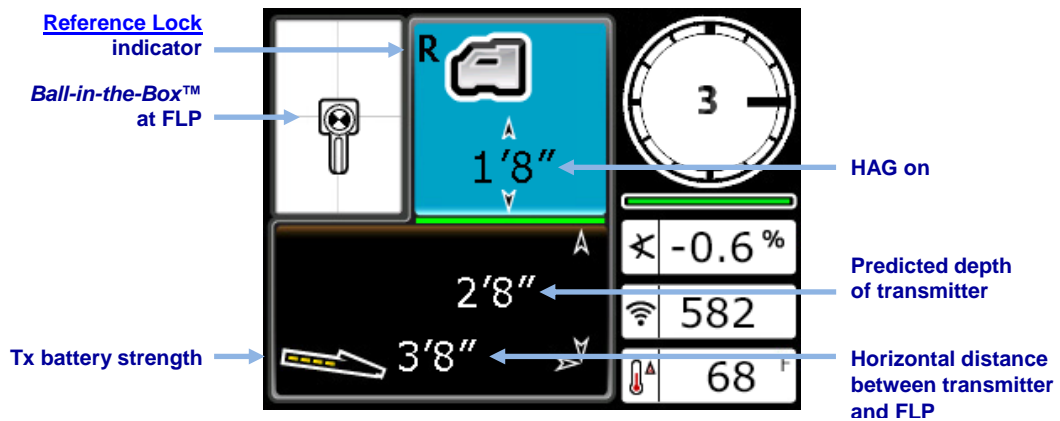 Reference Lock
indicator
Ball-in-the-Box™
at FLP
Tx battery strength
R
1'8"
2'8"
3'8"
3
-0.6 %
582
68 F
HAG on
Predicted depth
of transmitter
Horizontal distance
between transmitter
and FLP